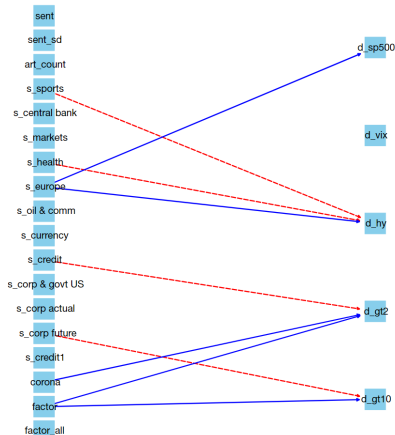 sent
sent_sd
art_count
s_sports
s_central bank
s_markets
s_health
s_europe
s_oil & comm
s_currency
s_credit
s_corp & govt US
s_corp actual
s_corp future
s_credit1
corona
factor
factor_all
d_sp500
d_vix
d_hy
d_gt2
d_gt10